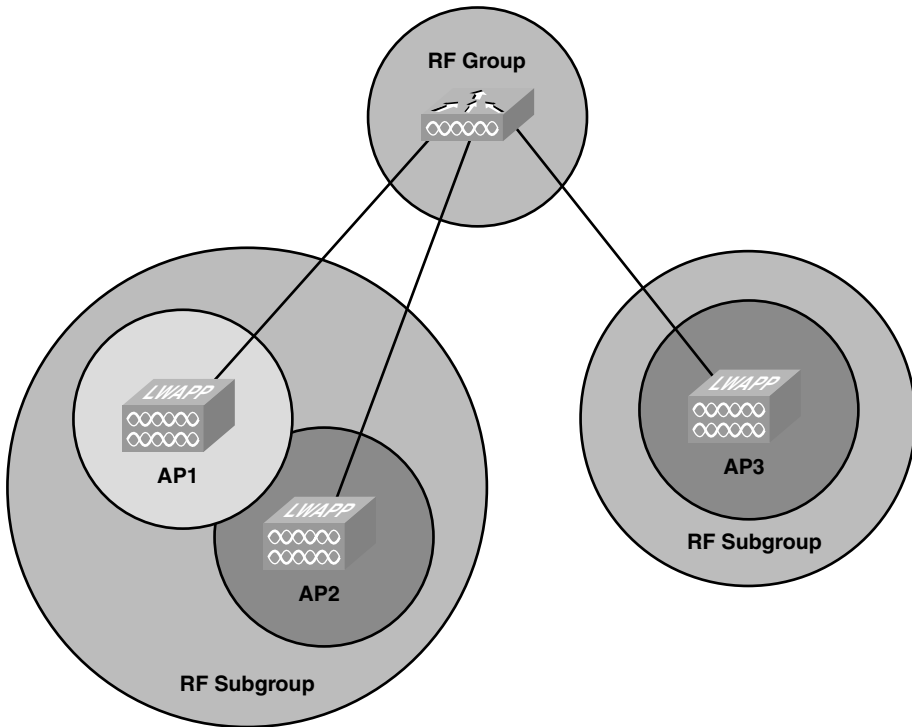 RF Group
LWAPP
AP1
LWAPP
AP2
RF Subgroup
LWAPP
AP3
RF Subgroup